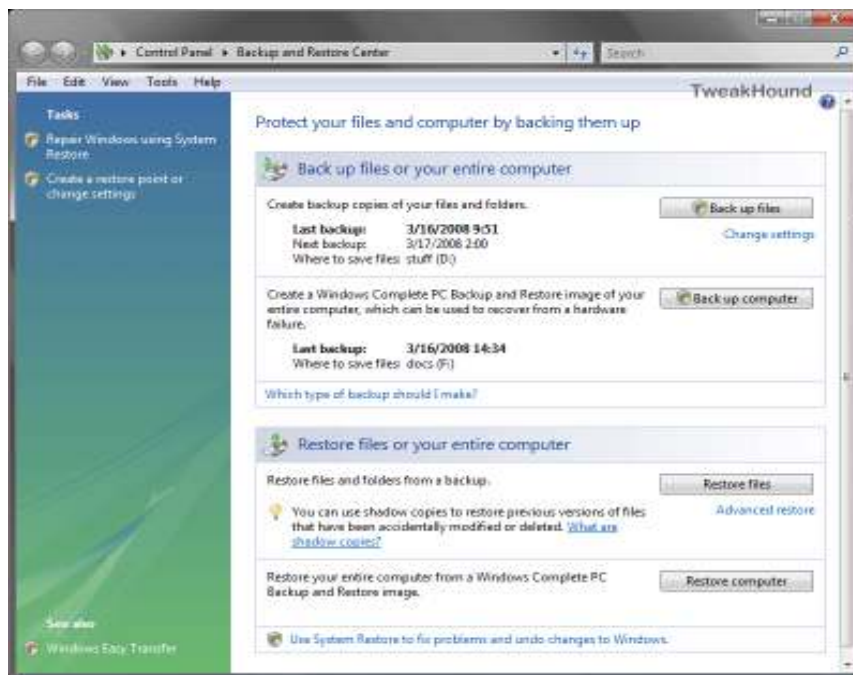 Control Panel Backup and Restore Center Search
File Edit View Tools Help
TweakHound
Tasks
Repair Windows using System
Restore
Create a restore point or
change settings
See also
Windows Easy Transfer
Protect your files and computer by backing them up
Back up files or your entire computer
Create backup copies of your files and folders.
Back up files
Last backup: 3/16/2008 9:51
Change settings
Next backup: 3/17/2008 2:00
Where to save files: stuff (D:)
Create a Windows Complete PC Backup and Restore image of your
entire computer, which can be used to recover from a hardware
failure.
Back up computer
Last backup: 3/16/2008 14:34
Where to save files: docs (F:)
Which type of backup should I make?
Restore files or your entire computer
Restore files and folders from a backup.
Restore files
Advanced restore
You can use shadow copies to restore previous versions of files
that have been accidentally modified or deleted. What are
shadow copies?
Restore your entire computer from a Windows Complete PC
Backup and Restore image.
Restore computer
Use System Restore to fix problems and undo changes to Windows.